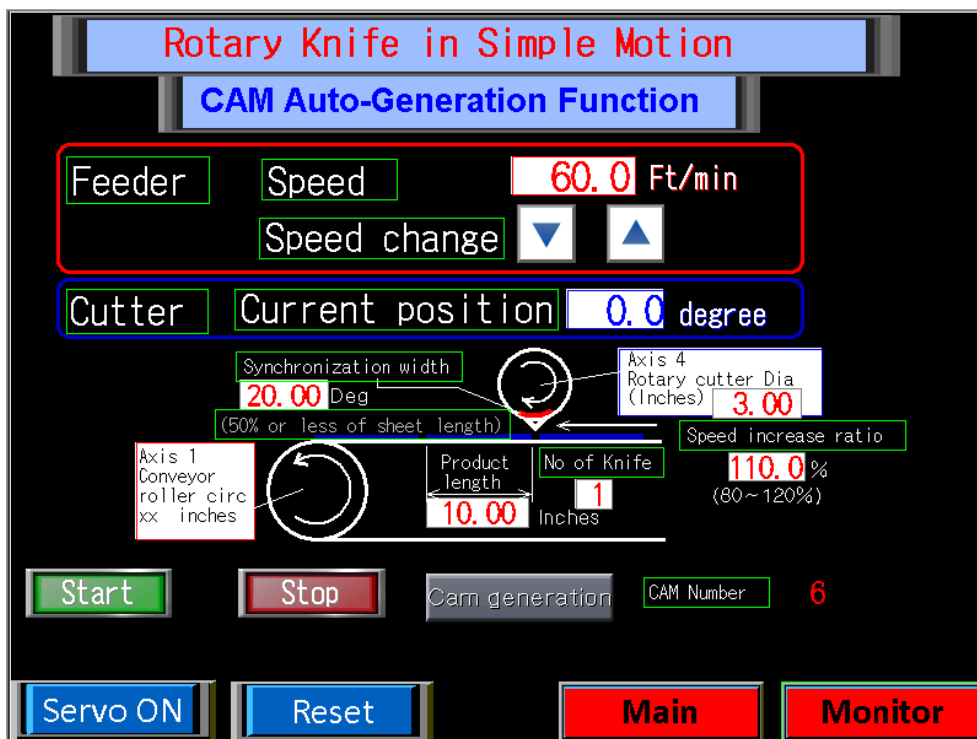 Rotary Knife in Simple Motion
CAM Auto-Generation Function
Feeder Speed 60.0 Ft/min
Speed change ▼ ▲
Cutter Current position 0.0 degree
Synchronization width
20.00 Deg
(50% or less of sheet length)
Axis 4
Rotary cutter Dia
(Inches) 3.00
Speed increase ratio
110.0 %
(80~120%)
Axis 1
Conveyor
roller circ
xx inches
Product
length
10.00 Inches
No of Knife
1
Start Stop Cam generation CAM Number 6
Servo ON Reset Main Monitor